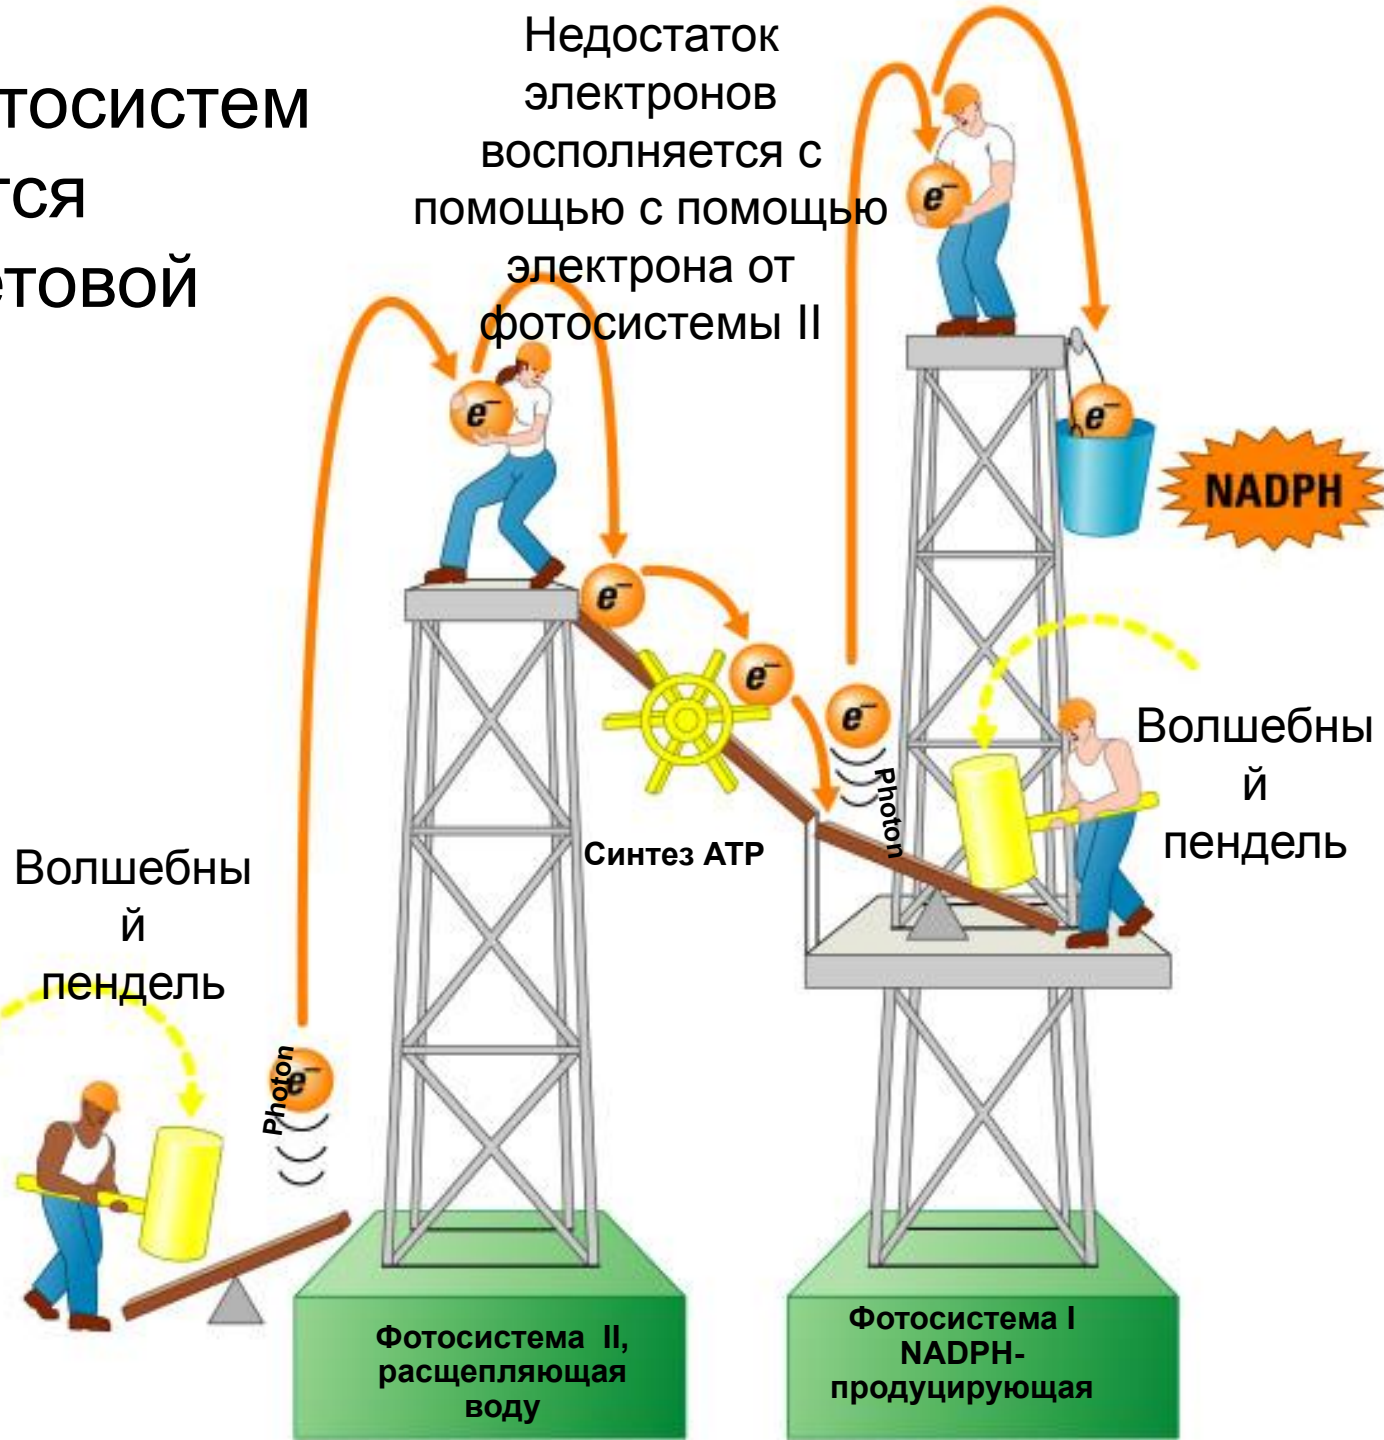 тосистем
тся
етовой
Недостаток
электронов
восполняется с
помощью с помощью
электрона от
фотосистемы II
e⁻
e⁻
e⁻
NADPH
e⁻
e⁻
e⁻
Photon
Волшебны
й
пендель
Синтез АТР
Волшебны
й
пендель
Photon
e⁻
Фотосистема II,
расщепляющая
воду
Фотосистема I
NADPH-
продуцирующая